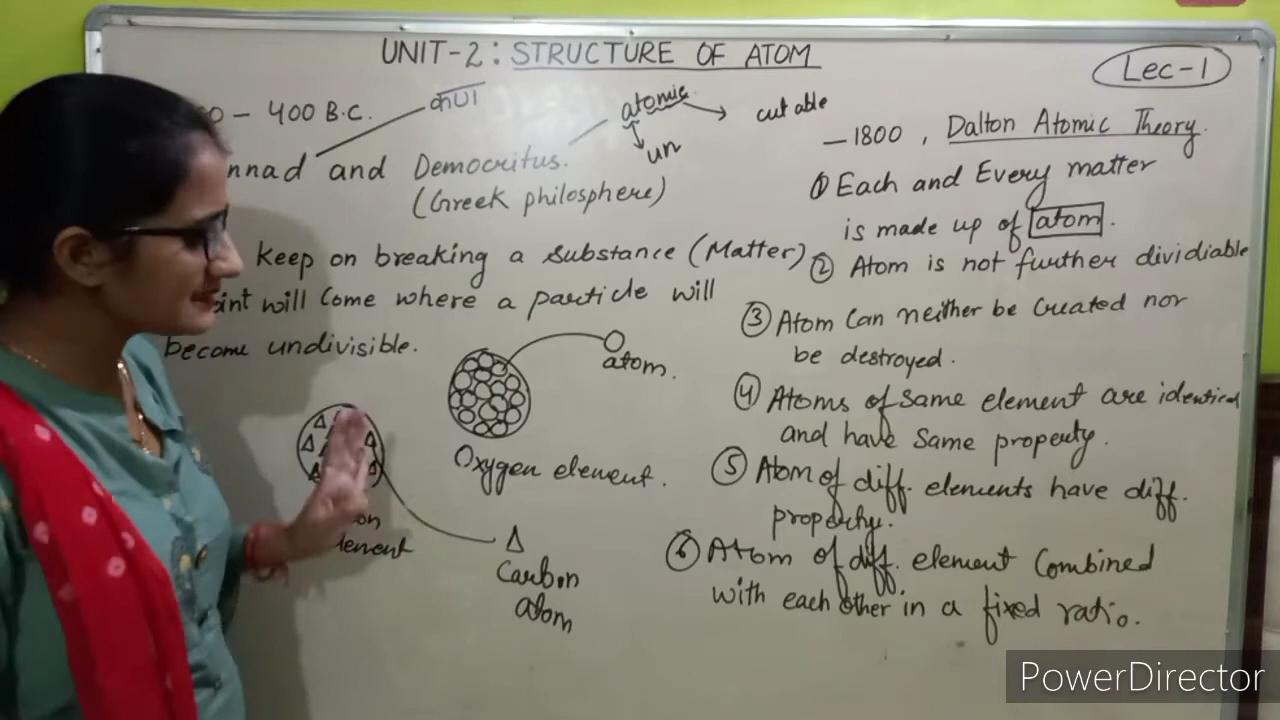 UNIT-2: STRUCTURE OF ATOM
Lec-1
– 400 B.C.
कण
atomic
cutable
un
nnad and Democritus.
(Greek philosphere)
keep on breaking a substance (Matter)
will come where a particle will
become undivisible.
atom.
Oxygen element.
Carbon
atom
– 1800, Dalton Atomic Theory.
① Each and Every matter
is made up of atom.
② Atom is not further dividiable
③ Atom Can neither be Created nor
be destroyed.
④ Atoms of same element are identical
and have same property.
⑤ Atom of diff. elements have diff.
property.
⑥ Atom of diff. element Combined
with each other in a fixed ratio.
PowerDirector